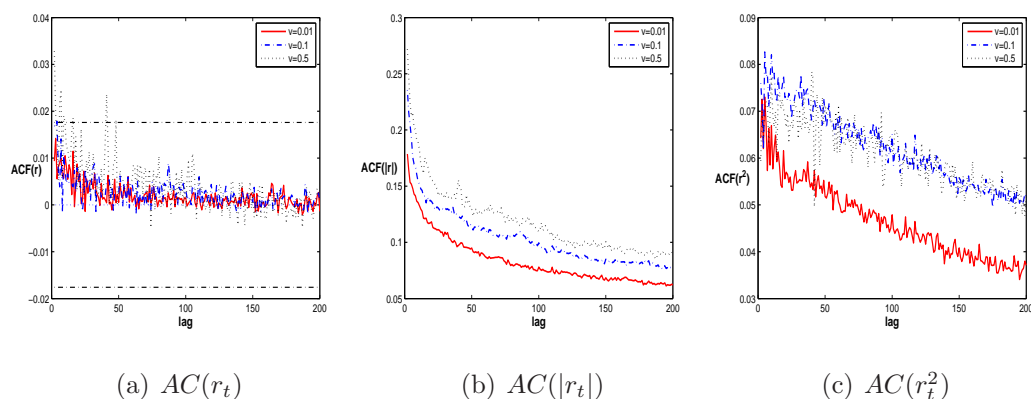 0.04
0.03
0.02
0.01
ACF(r)
0
−0.01
−0.02
0 50 100 150 200
lag
v=0.01
v=0.1
v=0.5
(a) AC(r_t)
0.3
0.25
0.2
ACF(|r|)
0.15
0.1
0.05
0 50 100 150 200
lag
v=0.01
v=0.1
v=0.5
(b) AC(|r_t|)
0.09
0.08
0.07
0.06
ACF(r²)
0.05
0.04
0.03
0 50 100 150 200
lag
v=0.01
v=0.1
v=0.5
(c) AC(r_t²)